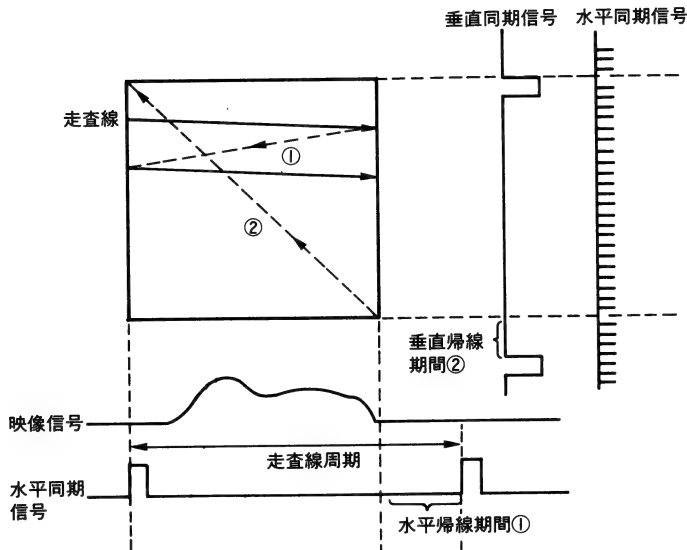 垂直同期信号 水平同期信号
走査線
①
②
垂直帰線
期間②
映像信号
走査線周期
水平同期
信号
水平帰線期間①